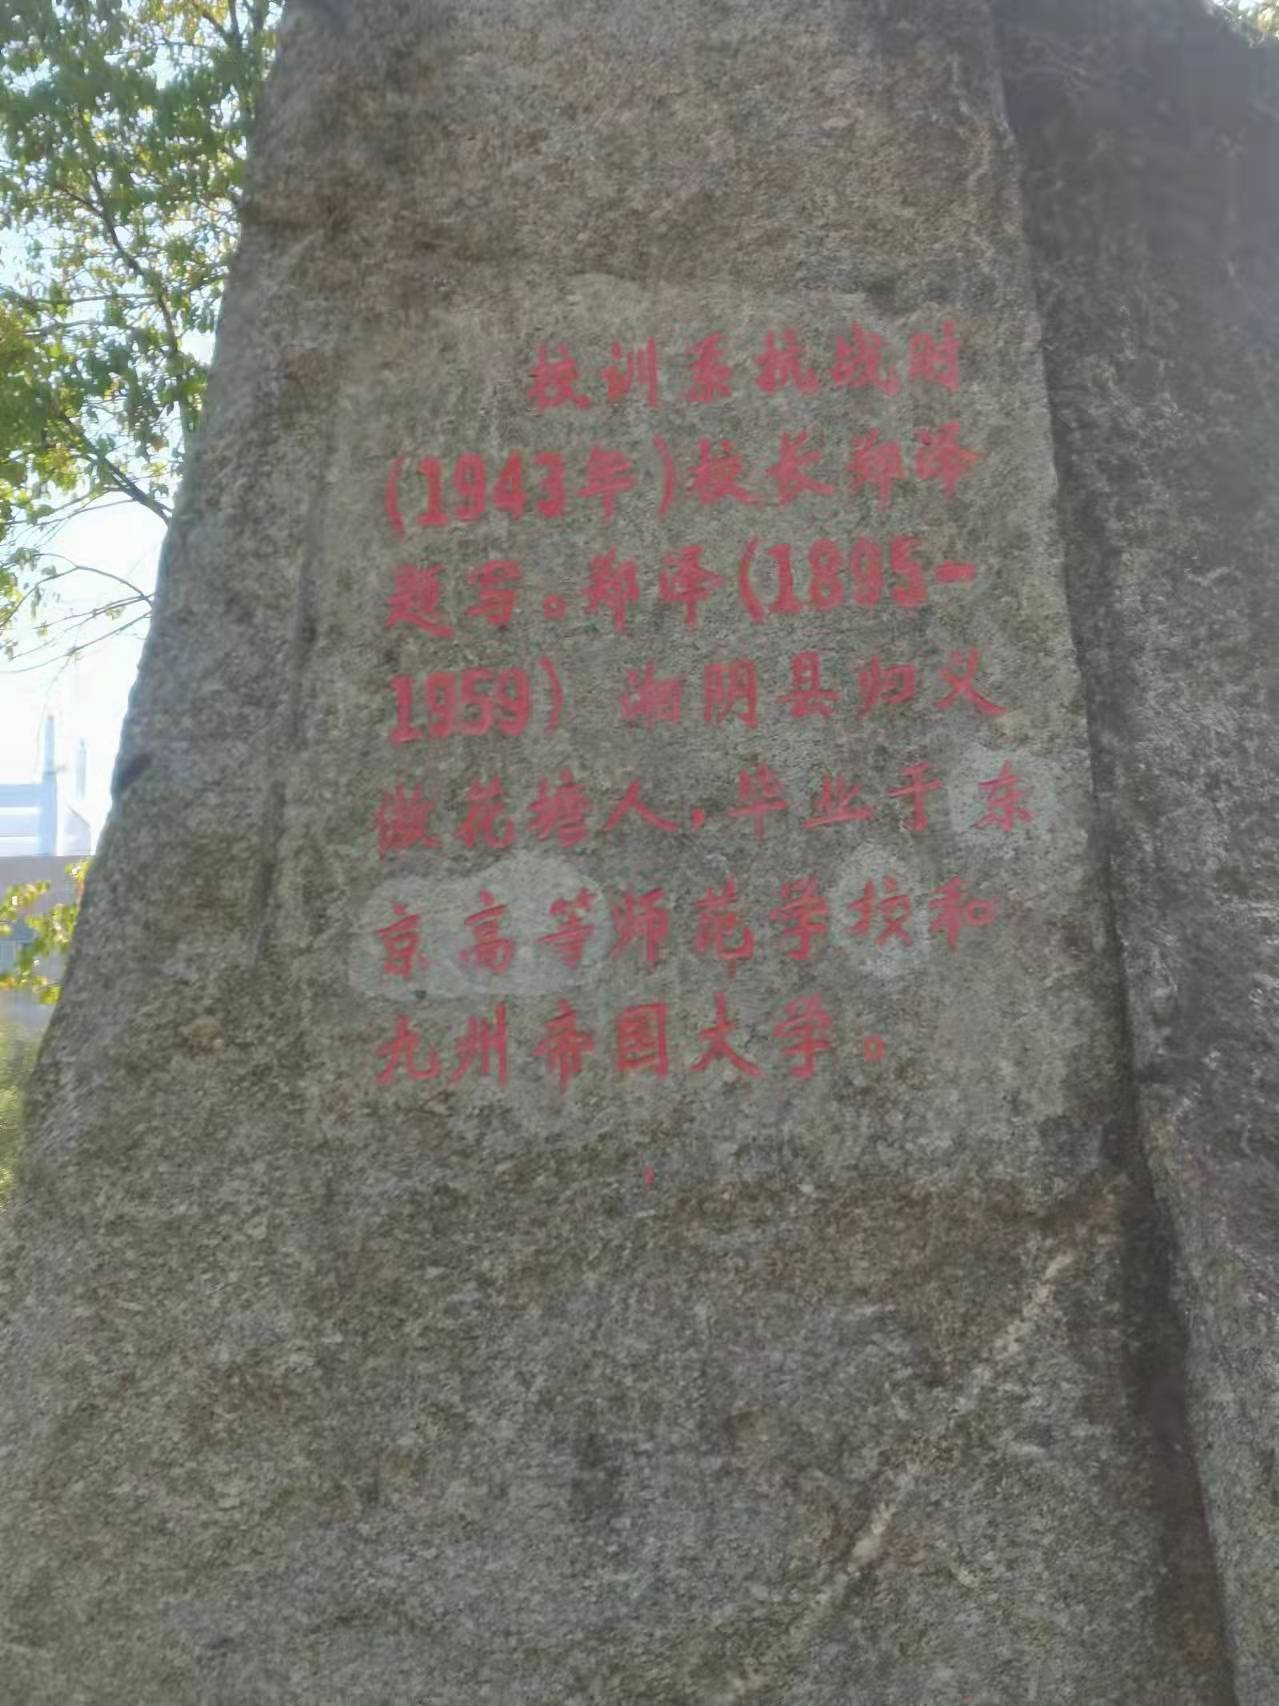 校训系抗战时
(1943年)校长郑泽
题写。郑泽(1895-
1959) 湘阴县归义
傲花塘人,毕业于东
京高等师范学校和
九州帝国大学。